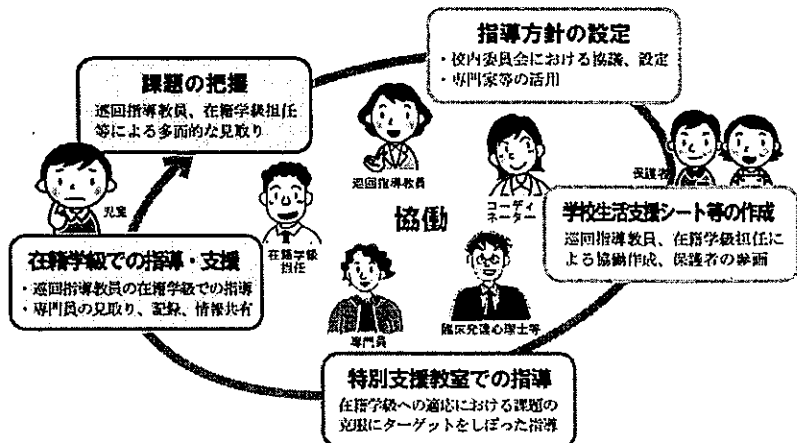 課題の把握
巡回指導教員、在籍学級担任
等による多面的な見取り
指導方針の設定
・校内委員会における協議、設定
・専門家等の活用
保護者
学校生活支援シート等の作成
巡回指導教員、在籍学級担任に
よる協働作成、保護者の参画
特別支援教室での指導
在籍学級への適応における課題の
克服にターゲットをしぼった指導
児童
在籍学級での指導・支援
・巡回指導教員の在籍学級での指導
・専門員の見取り、記録、情報共有
巡回指導教員
コーディ
ネーター
協働
在籍学級
担任
専門員
臨床発達心理士等